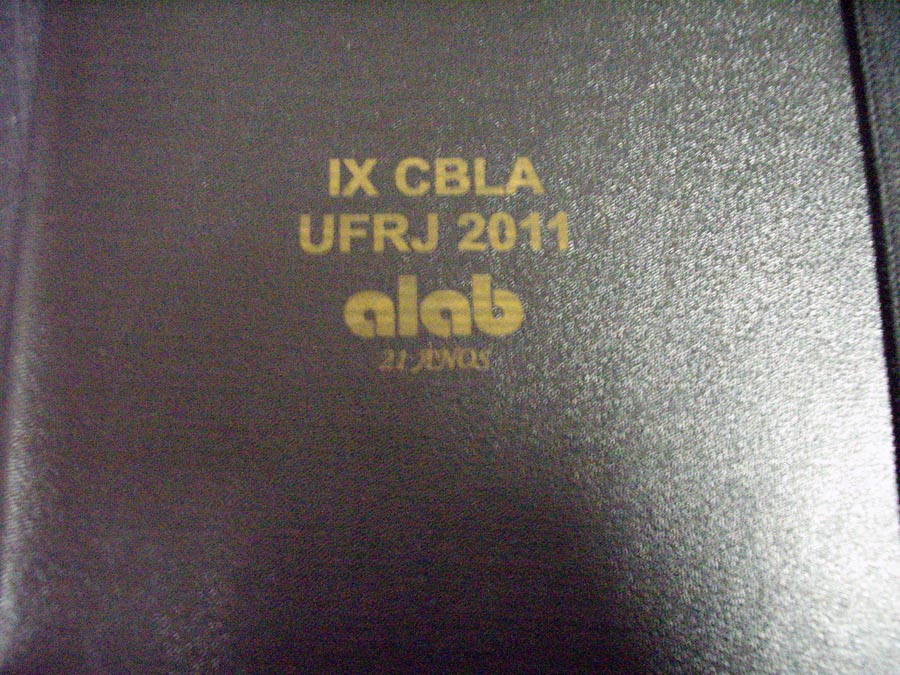 IX CBLA
UFRJ 2011
alab
21 ANOS